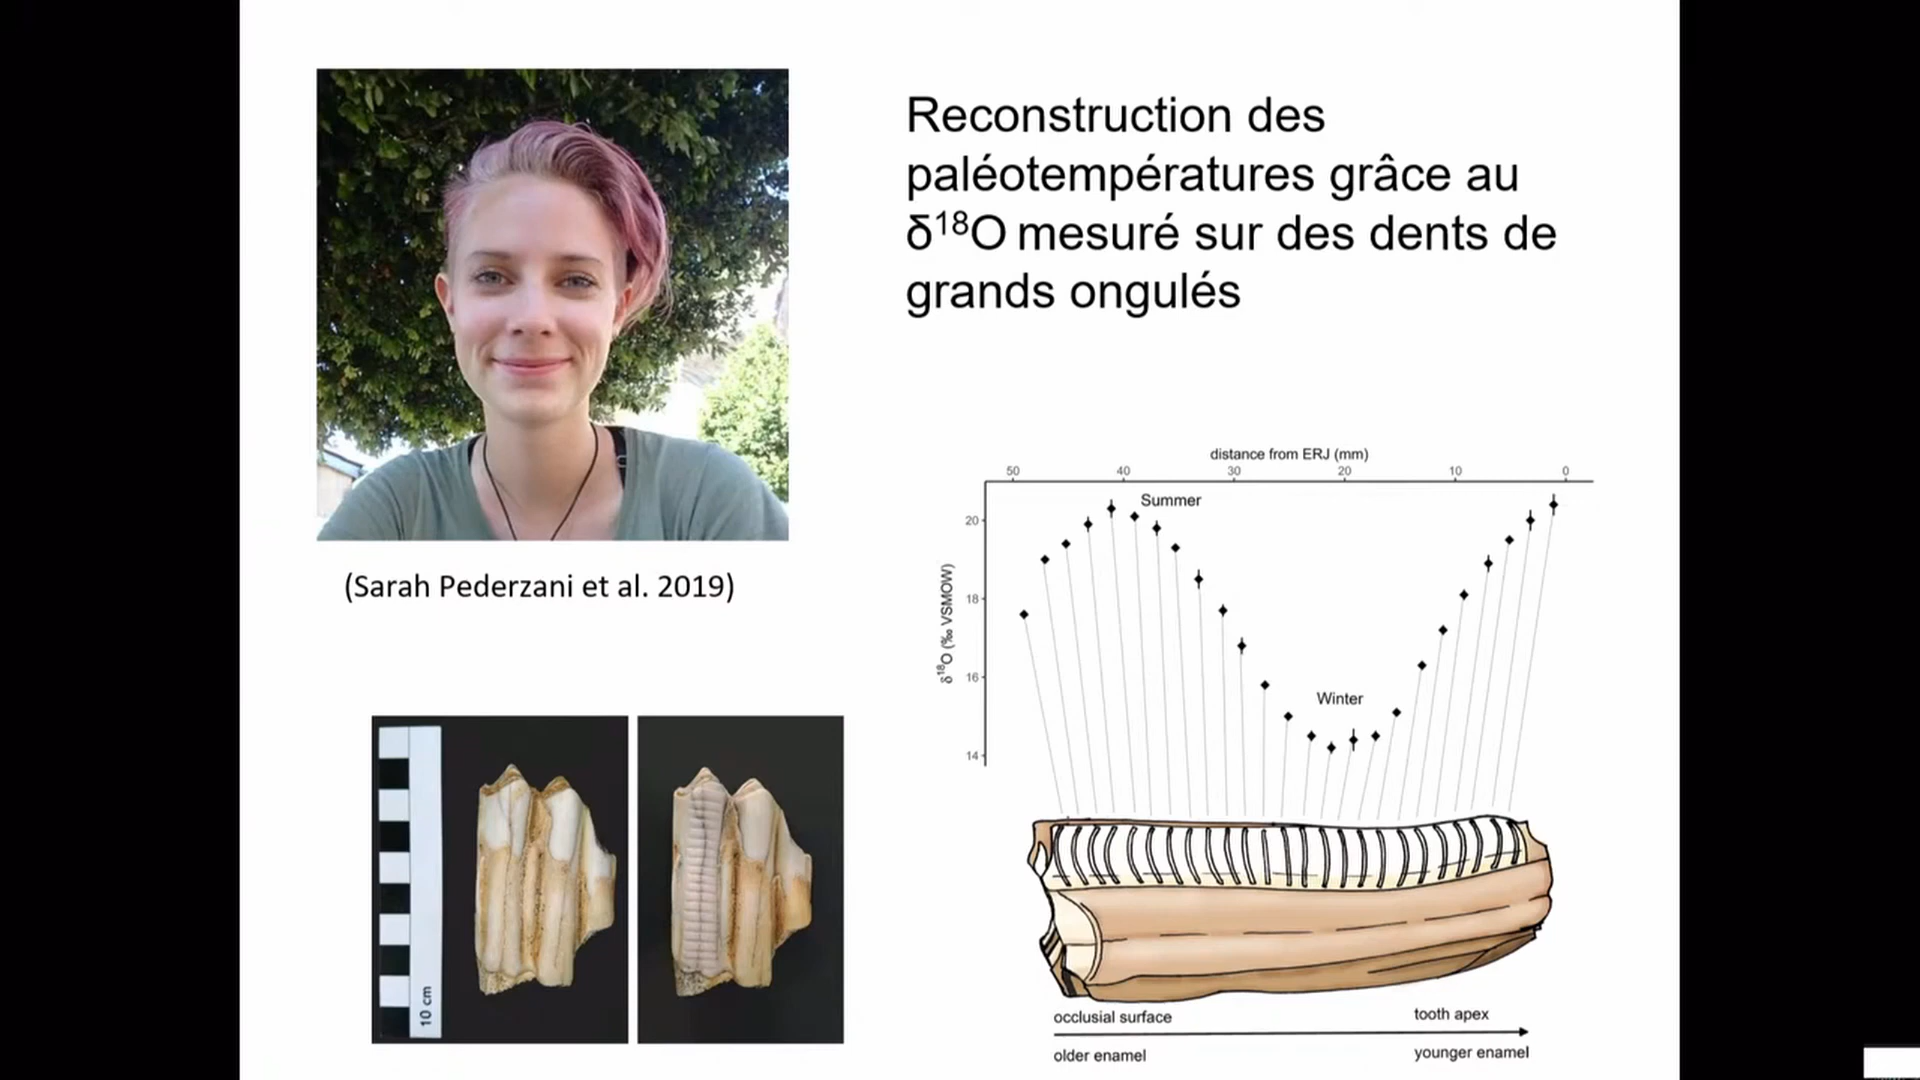 Reconstruction des
paléotempératures grâce au
δ¹⁸O mesuré sur des dents de
grands ongulés
(Sarah Pederzani et al. 2019)
10 cm
distance from ERJ (mm)
50 40 30 20 10 0
Summer
20
18
16
14
δ¹⁸O (‰ VSMOW)
Winter
occlusial surface
tooth apex
older enamel
younger enamel